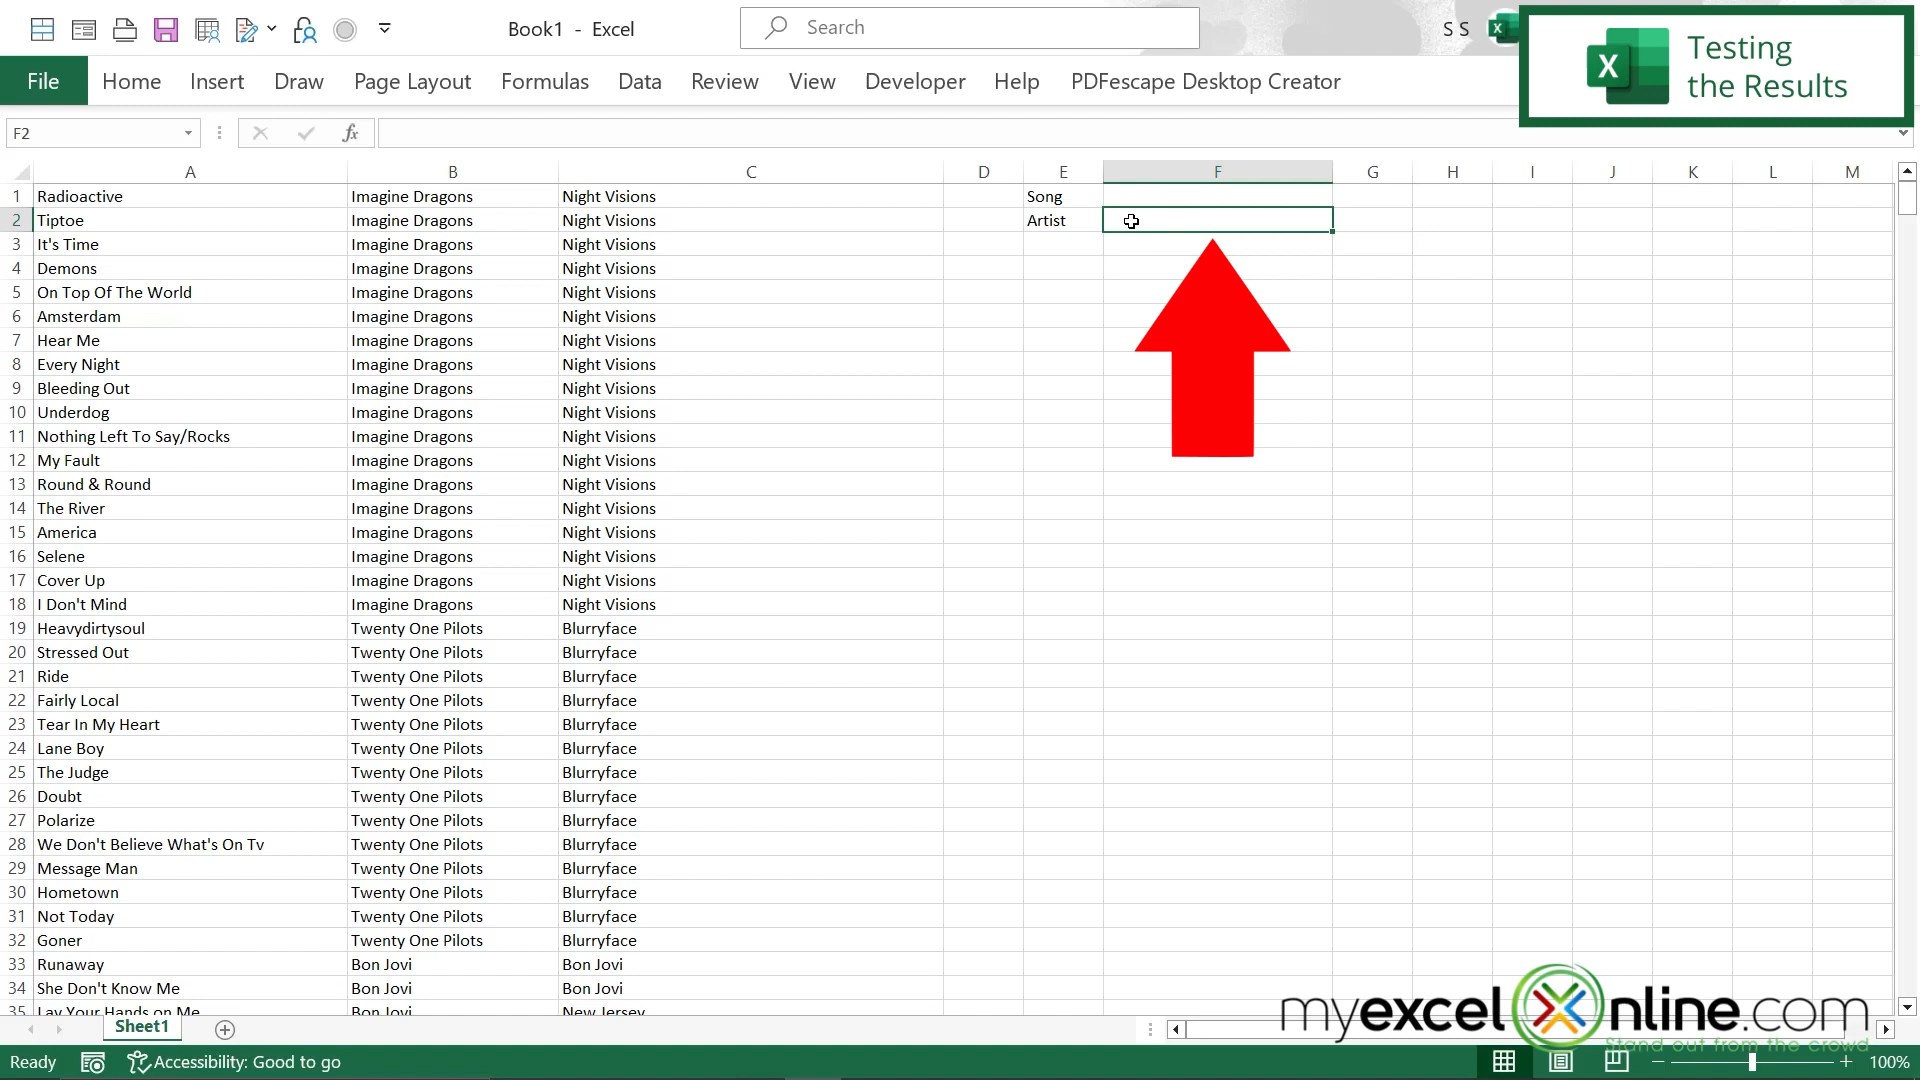 Book1 - Excel
Search
S S
X
Testing
the Results
File Home Insert Draw Page Layout Formulas Data Review View Developer Help PDFescape Desktop Creator
F2 fx
A B C D E F G H I J K L M
1 Radioactive Imagine Dragons Night Visions Song
2 Tiptoe Imagine Dragons Night Visions Artist
3 It's Time Imagine Dragons Night Visions
4 Demons Imagine Dragons Night Visions
5 On Top Of The World Imagine Dragons Night Visions
6 Amsterdam Imagine Dragons Night Visions
7 Hear Me Imagine Dragons Night Visions
8 Every Night Imagine Dragons Night Visions
9 Bleeding Out Imagine Dragons Night Visions
10 Underdog Imagine Dragons Night Visions
11 Nothing Left To Say/Rocks Imagine Dragons Night Visions
12 My Fault Imagine Dragons Night Visions
13 Round & Round Imagine Dragons Night Visions
14 The River Imagine Dragons Night Visions
15 America Imagine Dragons Night Visions
16 Selene Imagine Dragons Night Visions
17 Cover Up Imagine Dragons Night Visions
18 I Don't Mind Imagine Dragons Night Visions
19 Heavydirtysoul Twenty One Pilots Blurryface
20 Stressed Out Twenty One Pilots Blurryface
21 Ride Twenty One Pilots Blurryface
22 Fairly Local Twenty One Pilots Blurryface
23 Tear In My Heart Twenty One Pilots Blurryface
24 Lane Boy Twenty One Pilots Blurryface
25 The Judge Twenty One Pilots Blurryface
26 Doubt Twenty One Pilots Blurryface
27 Polarize Twenty One Pilots Blurryface
28 We Don't Believe What's On Tv Twenty One Pilots Blurryface
29 Message Man Twenty One Pilots Blurryface
30 Hometown Twenty One Pilots Blurryface
31 Not Today Twenty One Pilots Blurryface
32 Goner Twenty One Pilots Blurryface
33 Runaway Bon Jovi Bon Jovi
34 She Don't Know Me Bon Jovi Bon Jovi
35 Lay Your Hands on Me Bon Jovi New Jersey
Sheet1
myexcelonline.com
Stand out from the crowd
Ready Accessibility: Good to go 100%